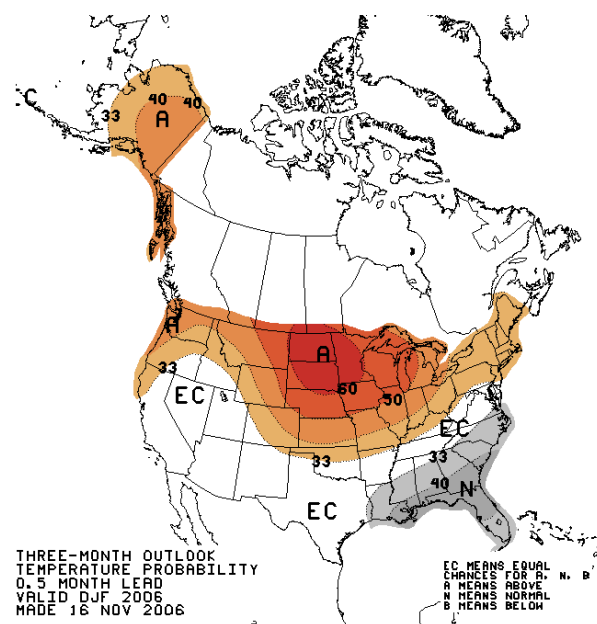 C
40
40
33
A
A
33
A
EC
60
50
EC
33
33
40
N
EC
THREE-MONTH OUTLOOK
TEMPERATURE PROBABILITY
0.5 MONTH LEAD
VALID DJF 2006
MADE 16 NOV 2006
EC MEANS EQUAL
CHANCES FOR A, N, B
A MEANS ABOVE
N MEANS NORMAL
B MEANS BELOW